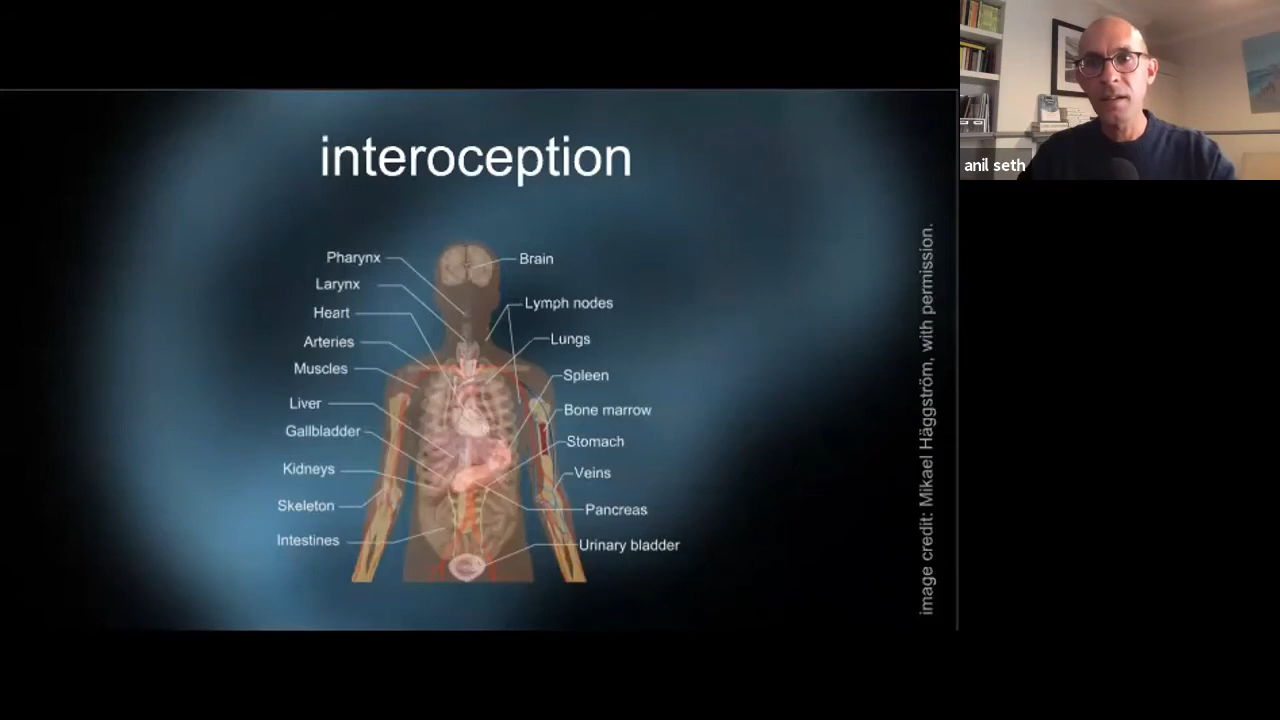 interoception
Pharynx
Larynx
Heart
Arteries
Muscles
Liver
Gallbladder
Kidneys
Skeleton
Intestines
Brain
Lymph nodes
Lungs
Spleen
Bone marrow
Stomach
Veins
Pancreas
Urinary bladder
image credit: Mikael Häggström, with permission.
anil seth